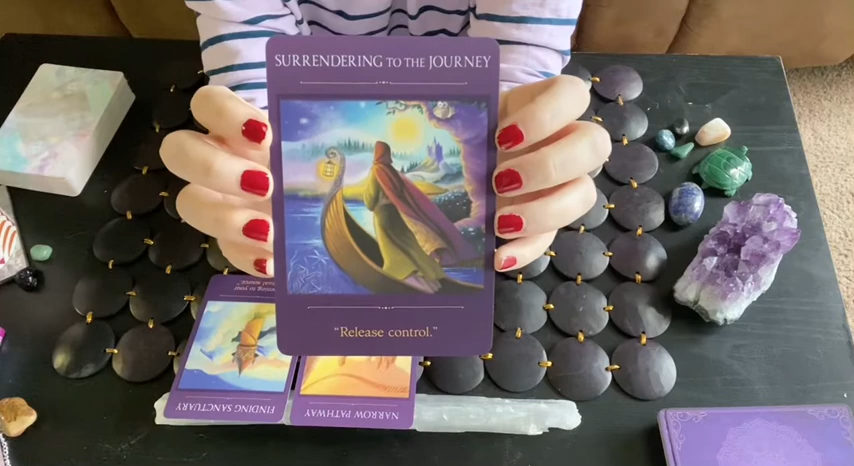 SURRENDERING TO THE JOURNEY
“Release control.”
FINDING SANCTUARY
NARROW PATHWAY